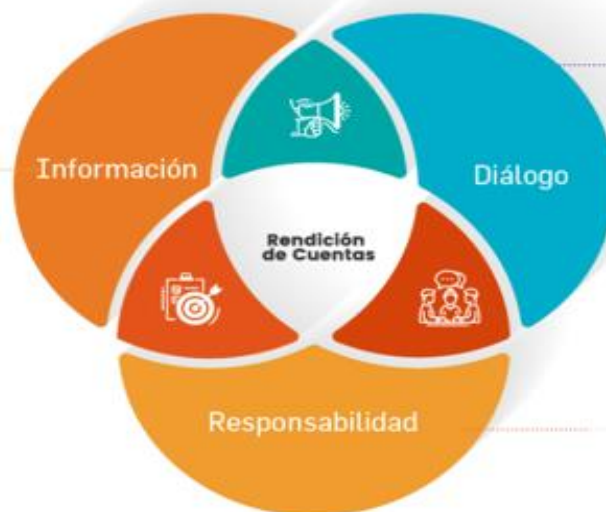 Información
Diálogo
Rendición
de Cuentas
Responsabilidad